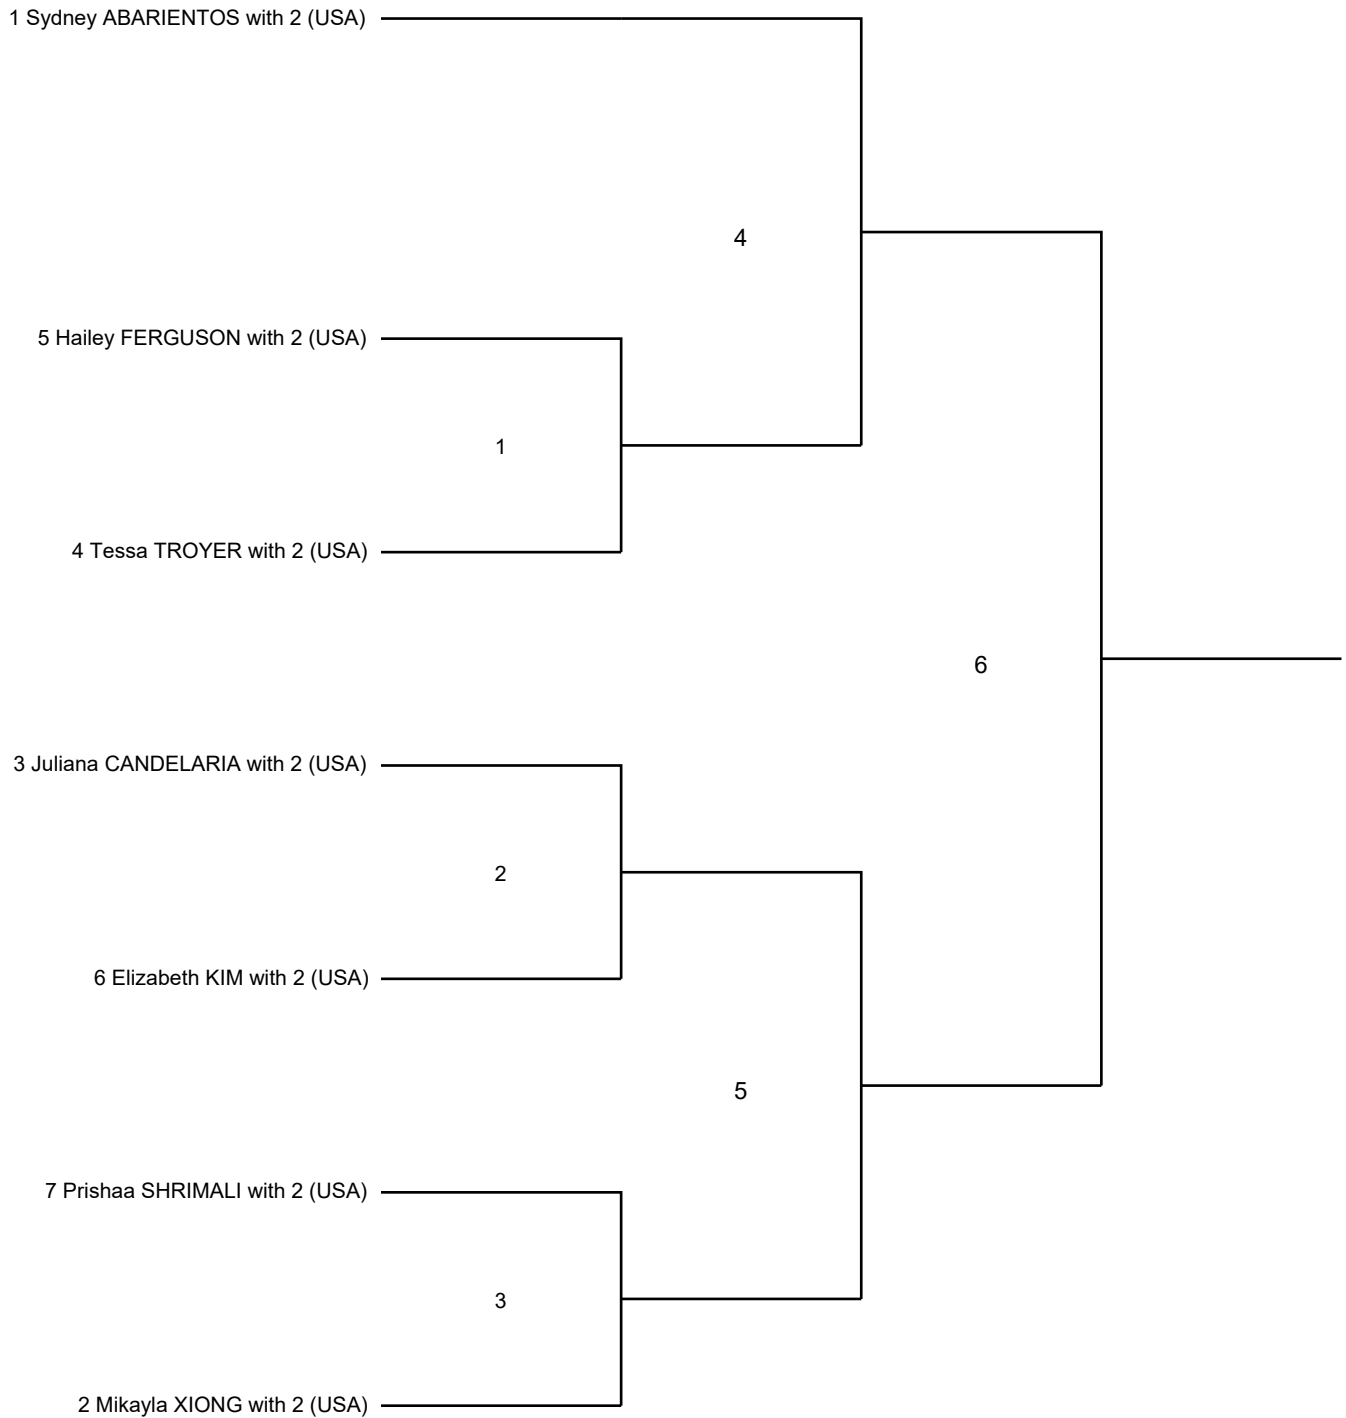 1 Sydney ABARIENTOS with 2 (USA)
4
5 Hailey FERGUSON with 2 (USA)
1
4 Tessa TROYER with 2 (USA)
6
3 Juliana CANDELARIA with 2 (USA)
2
6 Elizabeth KIM with 2 (USA)
5
7 Prishaa SHRIMALI with 2 (USA)
3
2 Mikayla XIONG with 2 (USA)